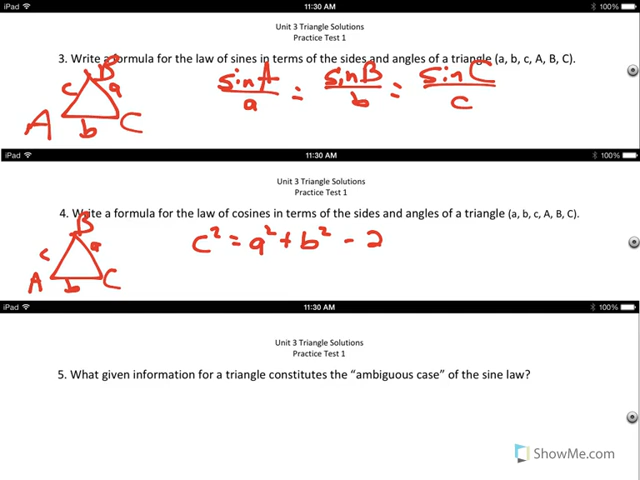 iPad 11:30 AM 100%
Unit 3 Triangle Solutions
Practice Test 1
3. Write a formula for the law of sines in terms of the sides and angles of a triangle (a, b, c, A, B, C).
B
c a
A b C
sin A / a = sin B / b = sin C / c
iPad 11:30 AM 100%
Unit 3 Triangle Solutions
Practice Test 1
4. Write a formula for the law of cosines in terms of the sides and angles of a triangle (a, b, c, A, B, C).
B
c a
A b C
c² = a² + b² - 2
iPad 11:30 AM 100%
Unit 3 Triangle Solutions
Practice Test 1
5. What given information for a triangle constitutes the “ambiguous case” of the sine law?
ShowMe.com